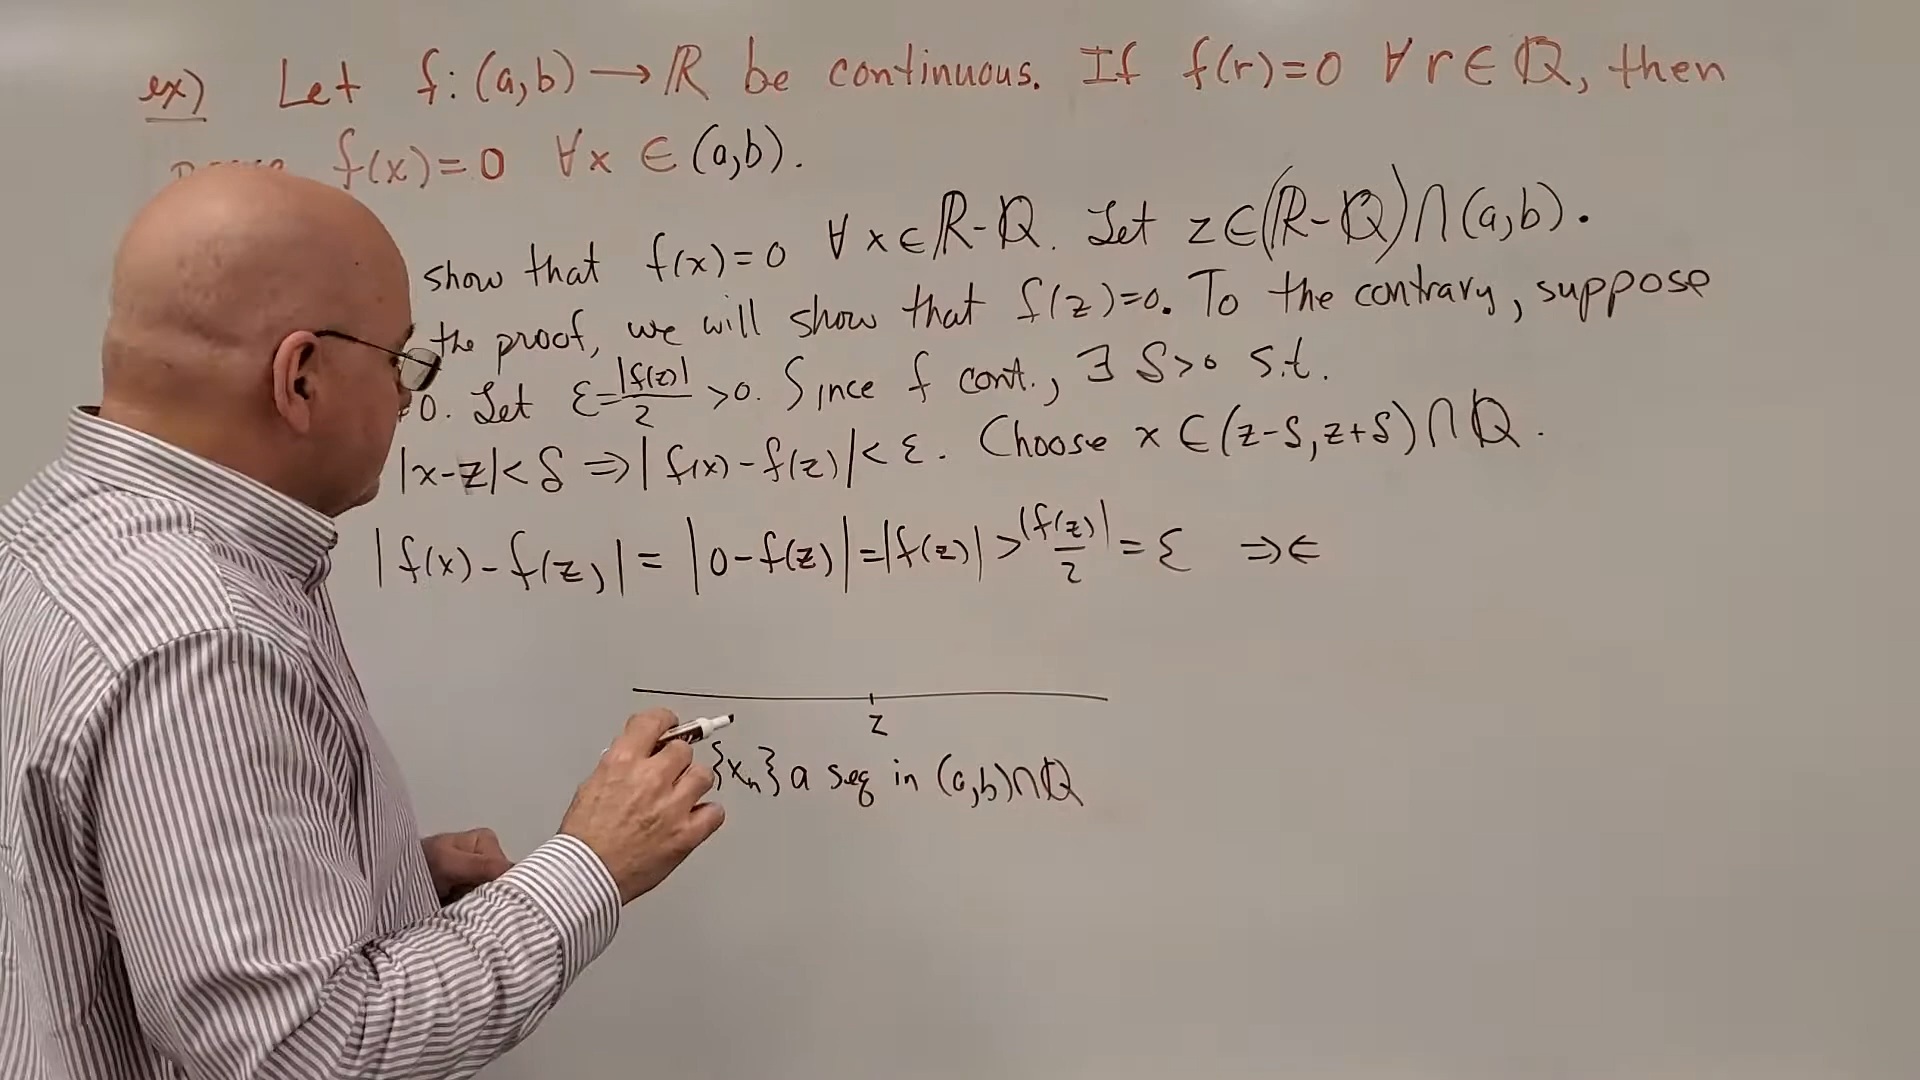 ex) Let f: (a,b) → ℝ be continuous. If f(r)=0 ∀ r ∈ ℚ, then
f(x)=0 ∀x ∈ (a,b).
show that f(x)=0 ∀ x ∈ ℝ-ℚ. Let z ∈ (ℝ-ℚ) ∩ (a,b).
the proof, we will show that f(z)=0. To the contrary, suppose
0. Let ε = |f(z)|/2 >0. Since f cont., ∃ δ>0 s.t.
|x-z| < δ ⇒ |f(x)-f(z)| < ε. Choose x ∈ (z-δ, z+δ) ∩ ℚ.
|f(x)-f(z)| = |0-f(z)| = |f(z)| > |f(z)|/2 = ε ⇒⇐
z
{xₙ} a seq in (a,b)∩ℚ